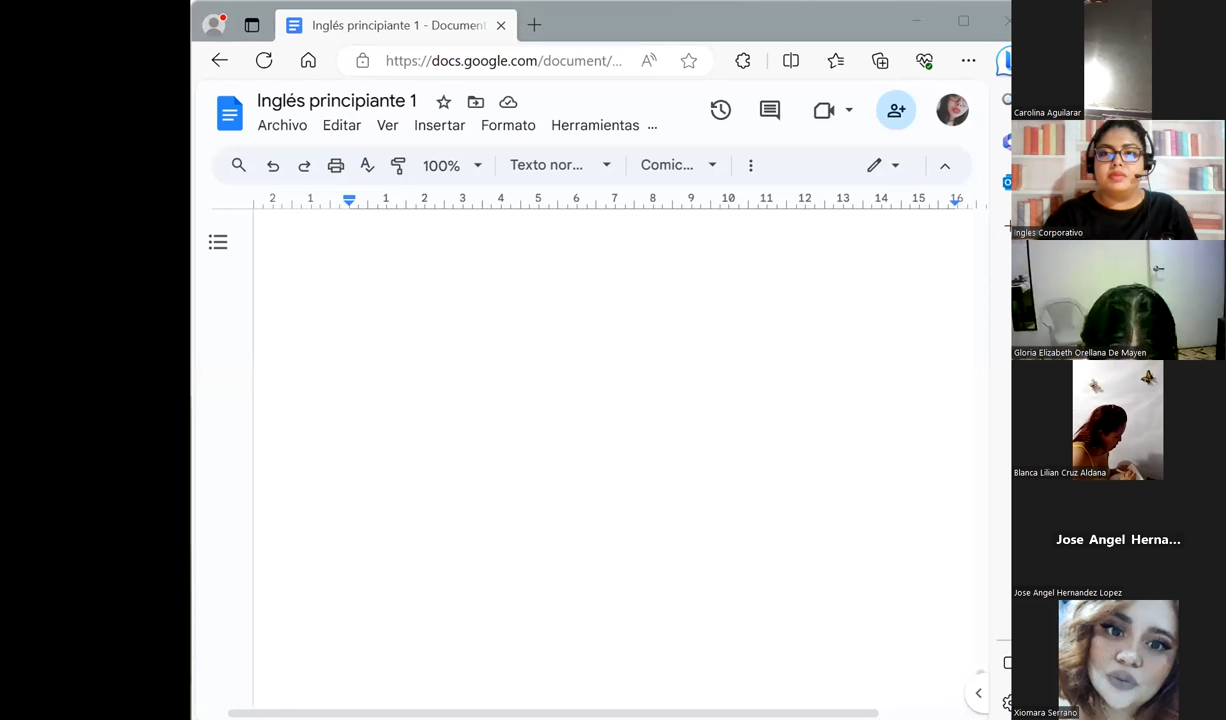 Inglés principiante 1 - Document
https://docs.google.com/document/...
Inglés principiante 1
Archivo Editar Ver Insertar Formato Herramientas ...
100% Texto nor... Comic...
2 1 1 2 3 4 5 6 7 8 9 10 11 12 13 14 15 16
Carolina Aguilarar
Ingles Corporativo
Gloria Elizabeth Orellana De Mayen
Blanca Lilian Cruz Aldana
Jose Angel Herna...
Jose Angel Hernandez Lopez
Xiomara Serrano